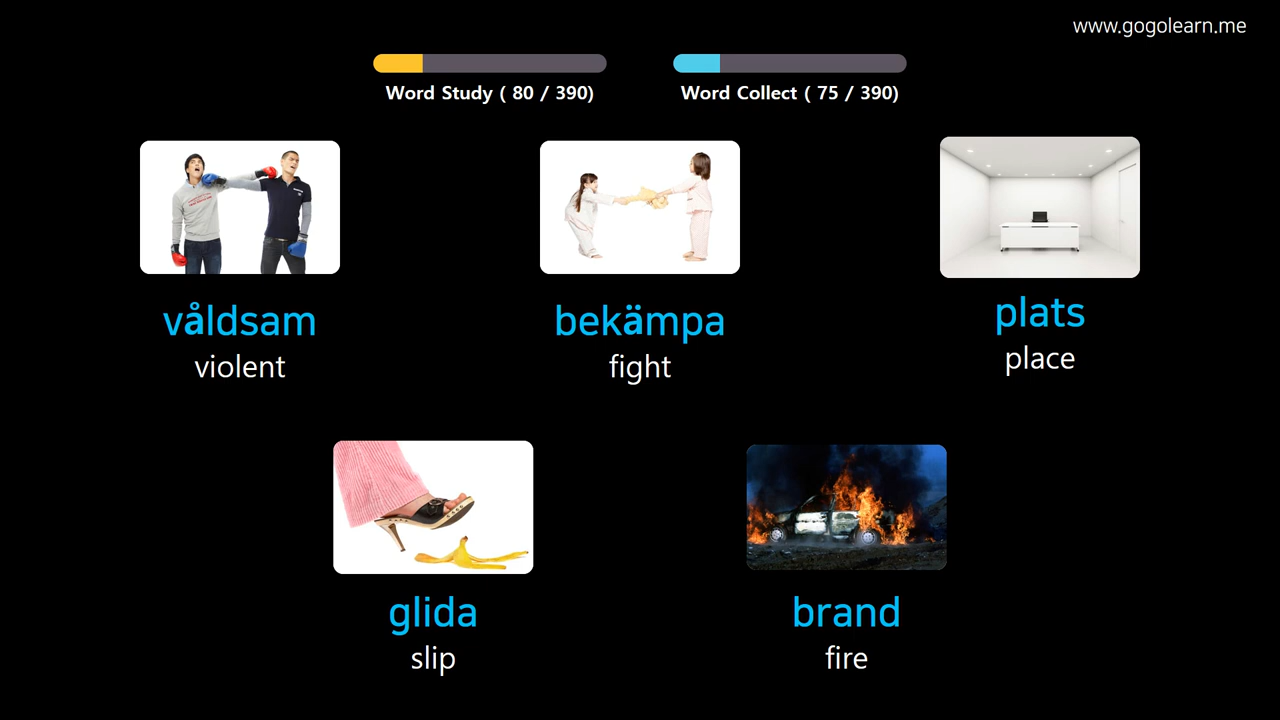 www.gogolearn.me
Word Study ( 80 / 390)
Word Collect ( 75 / 390)
våldsam
violent
bekämpa
fight
plats
place
glida
slip
brand
fire